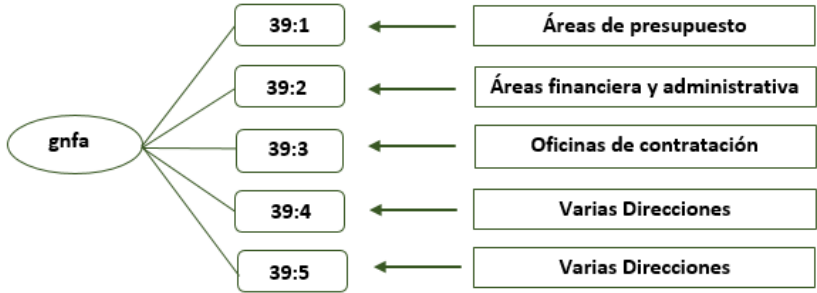 39:1
Áreas de presupuesto
39:2
Áreas financiera y administrativa
gnfa
39:3
Oficinas de contratación
39:4
Varias Direcciones
39:5
Varias Direcciones